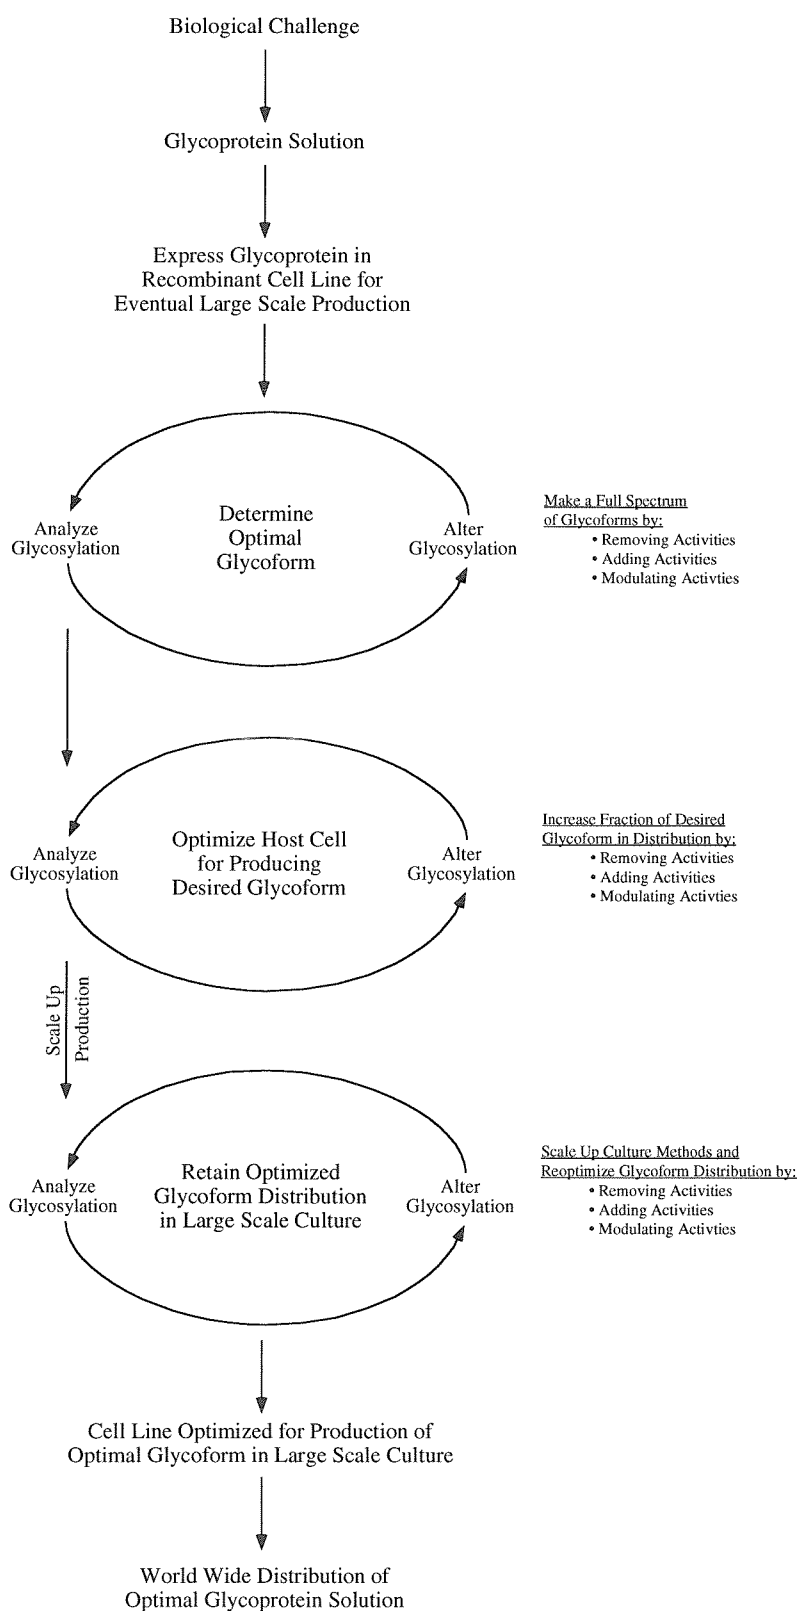 Biological Challenge
Glycoprotein Solution
Express Glycoprotein in
Recombinant Cell Line for
Eventual Large Scale Production
Analyze
Glycosylation
Determine
Optimal
Glycoform
Alter
Glycosylation
Make a Full Spectrum
of Glycoforms by:
• Removing Activities
• Adding Activities
• Modulating Activties
Analyze
Glycosylation
Optimize Host Cell
for Producing
Desired Glycoform
Alter
Glycosylation
Increase Fraction of Desired
Glycoform in Distribution by:
• Removing Activities
• Adding Activities
• Modulating Activties
Scale Up
Production
Analyze
Glycosylation
Retain Optimized
Glycoform Distribution
in Large Scale Culture
Alter
Glycosylation
Scale Up Culture Methods and
Reoptimize Glycoform Distribution by:
• Removing Activities
• Adding Activities
• Modulating Activties
Cell Line Optimized for Production of
Optimal Glycoform in Large Scale Culture
World Wide Distribution of
Optimal Glycoprotein Solution